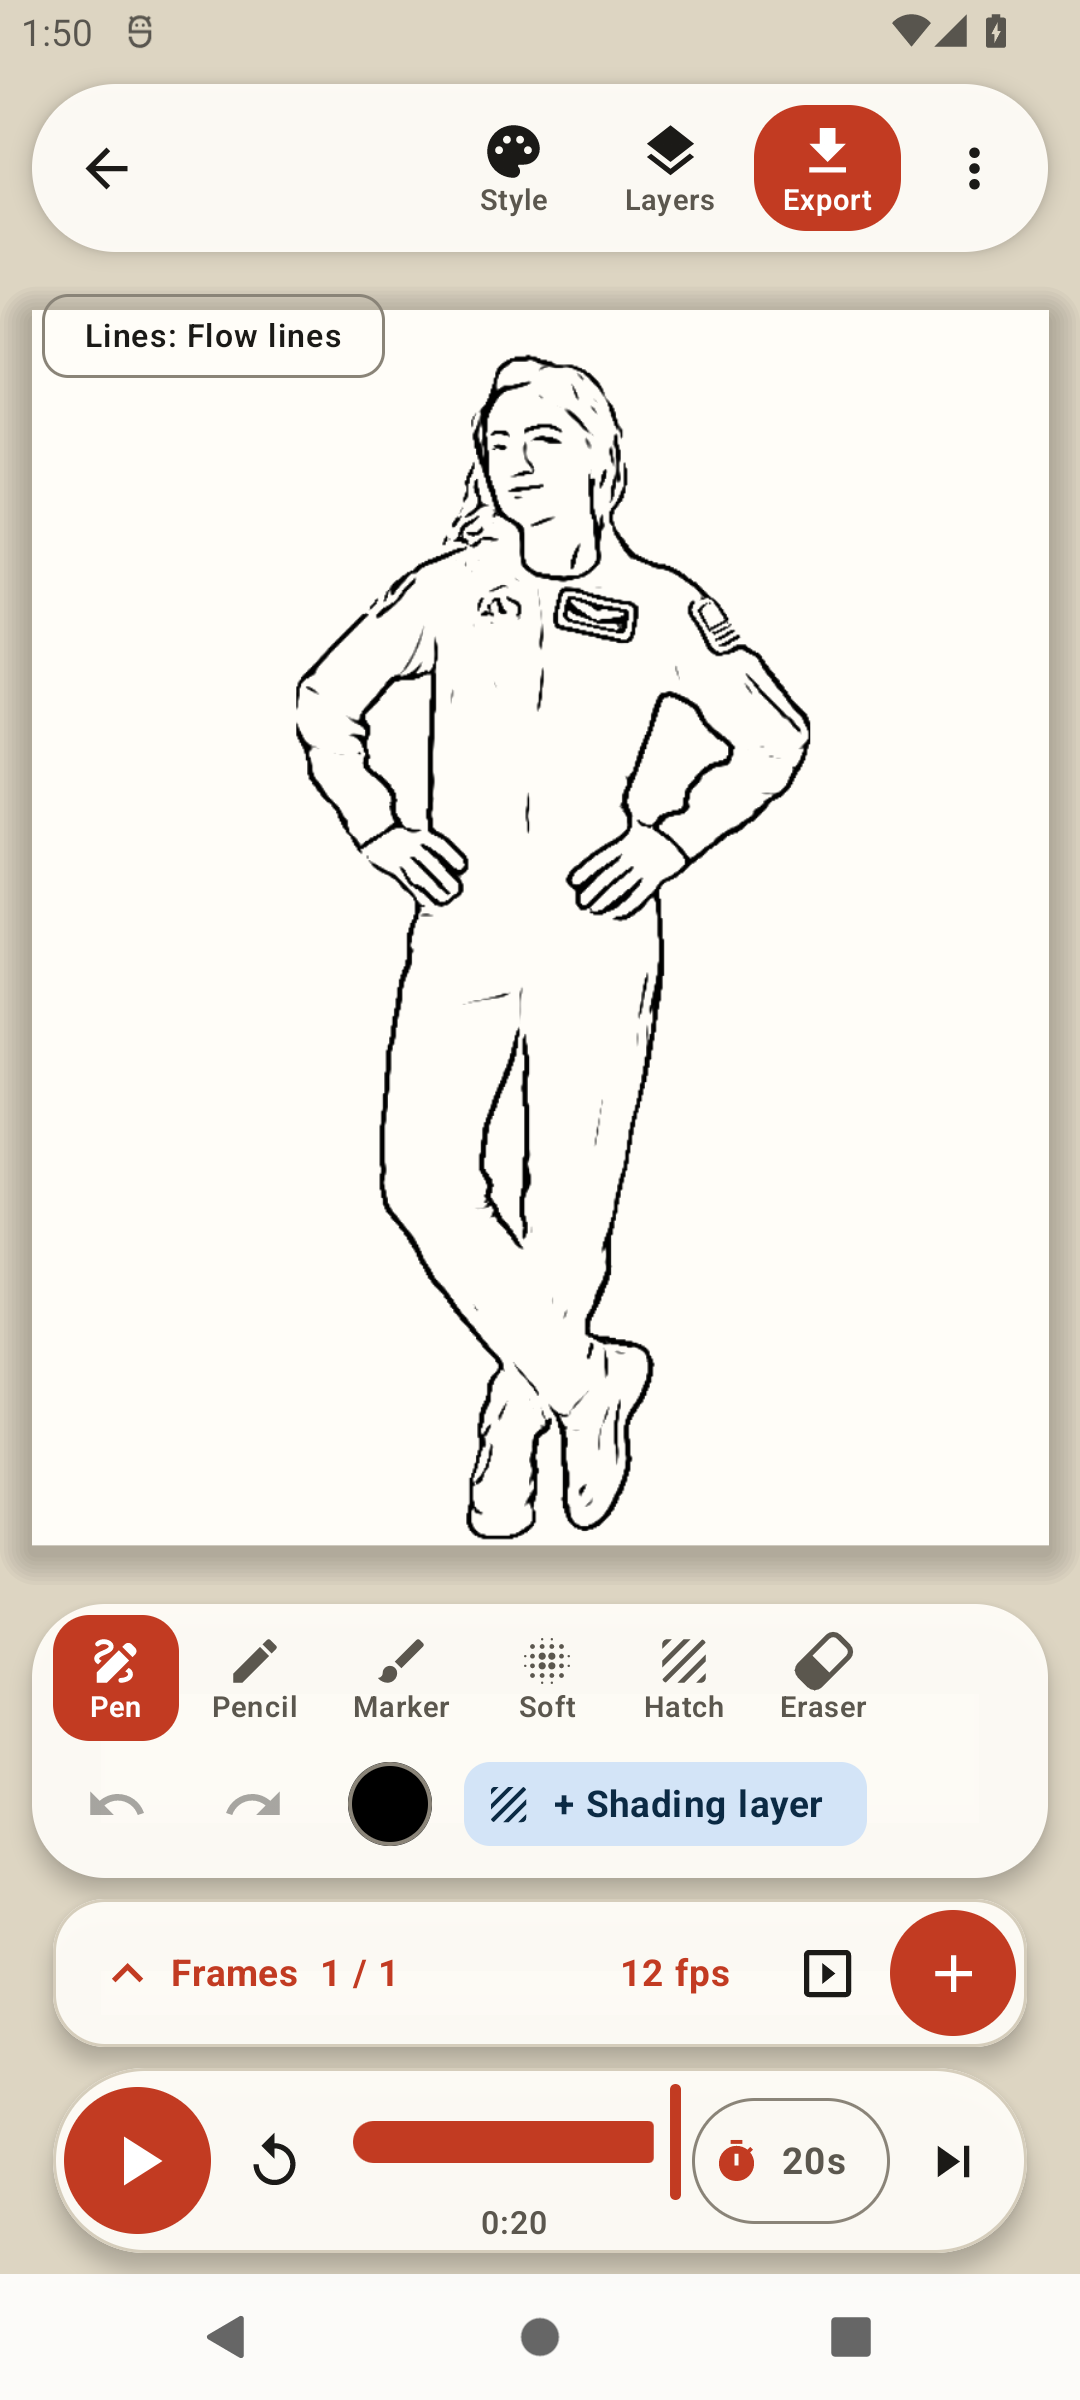 1:50
Style
Layers
Export
Lines: Flow lines
Pen
Pencil
Marker
Soft
Hatch
Eraser
+ Shading layer
Frames 1 / 1
12 fps
20s
0:20